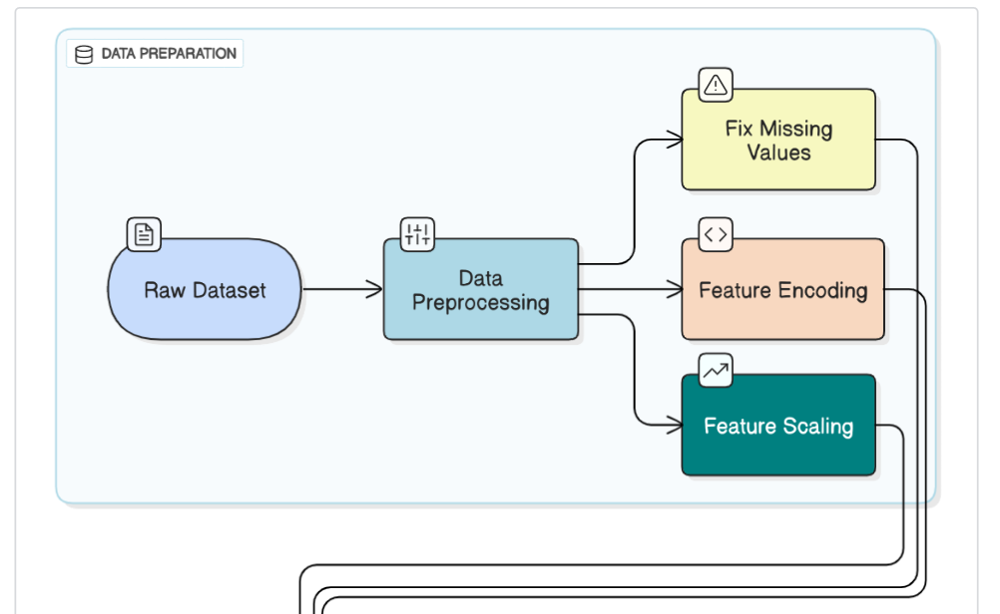 DATA PREPARATION
Fix Missing
Values
Raw Dataset
Data
Preprocessing
Feature Encoding
Feature Scaling